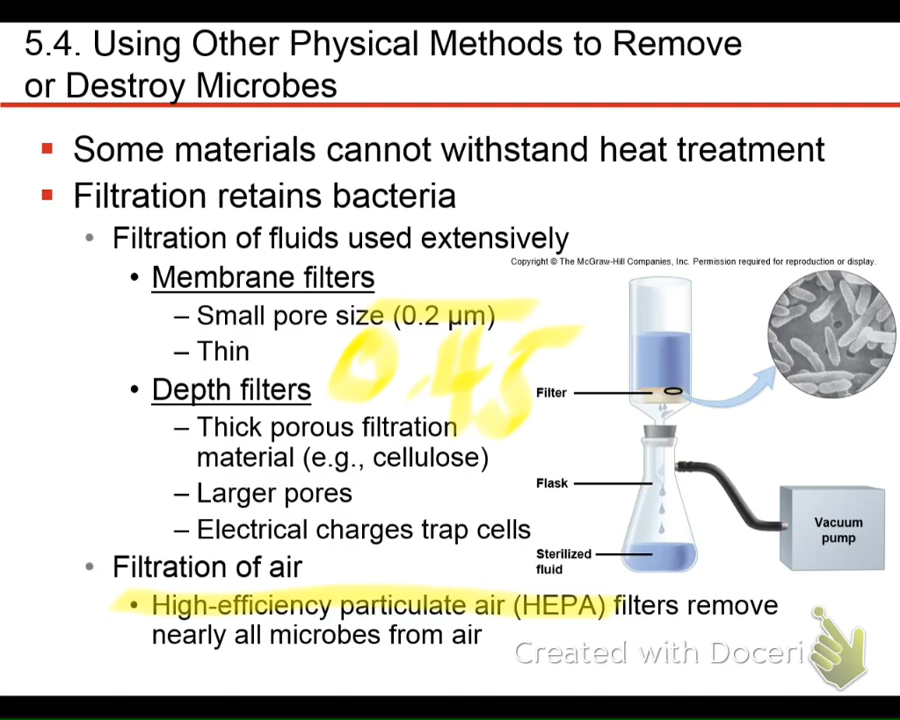 5.4. Using Other Physical Methods to Remove
or Destroy Microbes
▪ Some materials cannot withstand heat treatment
▪ Filtration retains bacteria
• Filtration of fluids used extensively
Copyright © The McGraw-Hill Companies, Inc. Permission required for reproduction or display.
• Membrane filters
– Small pore size (0.2 µm)
0.45
– Thin
• Depth filters
– Thick porous filtration
material (e.g., cellulose)
– Larger pores
– Electrical charges trap cells
Filter
Flask
Sterilized
fluid
Vacuum
pump
• Filtration of air
• High-efficiency particulate air (HEPA) filters remove
nearly all microbes from air
Created with Doceri